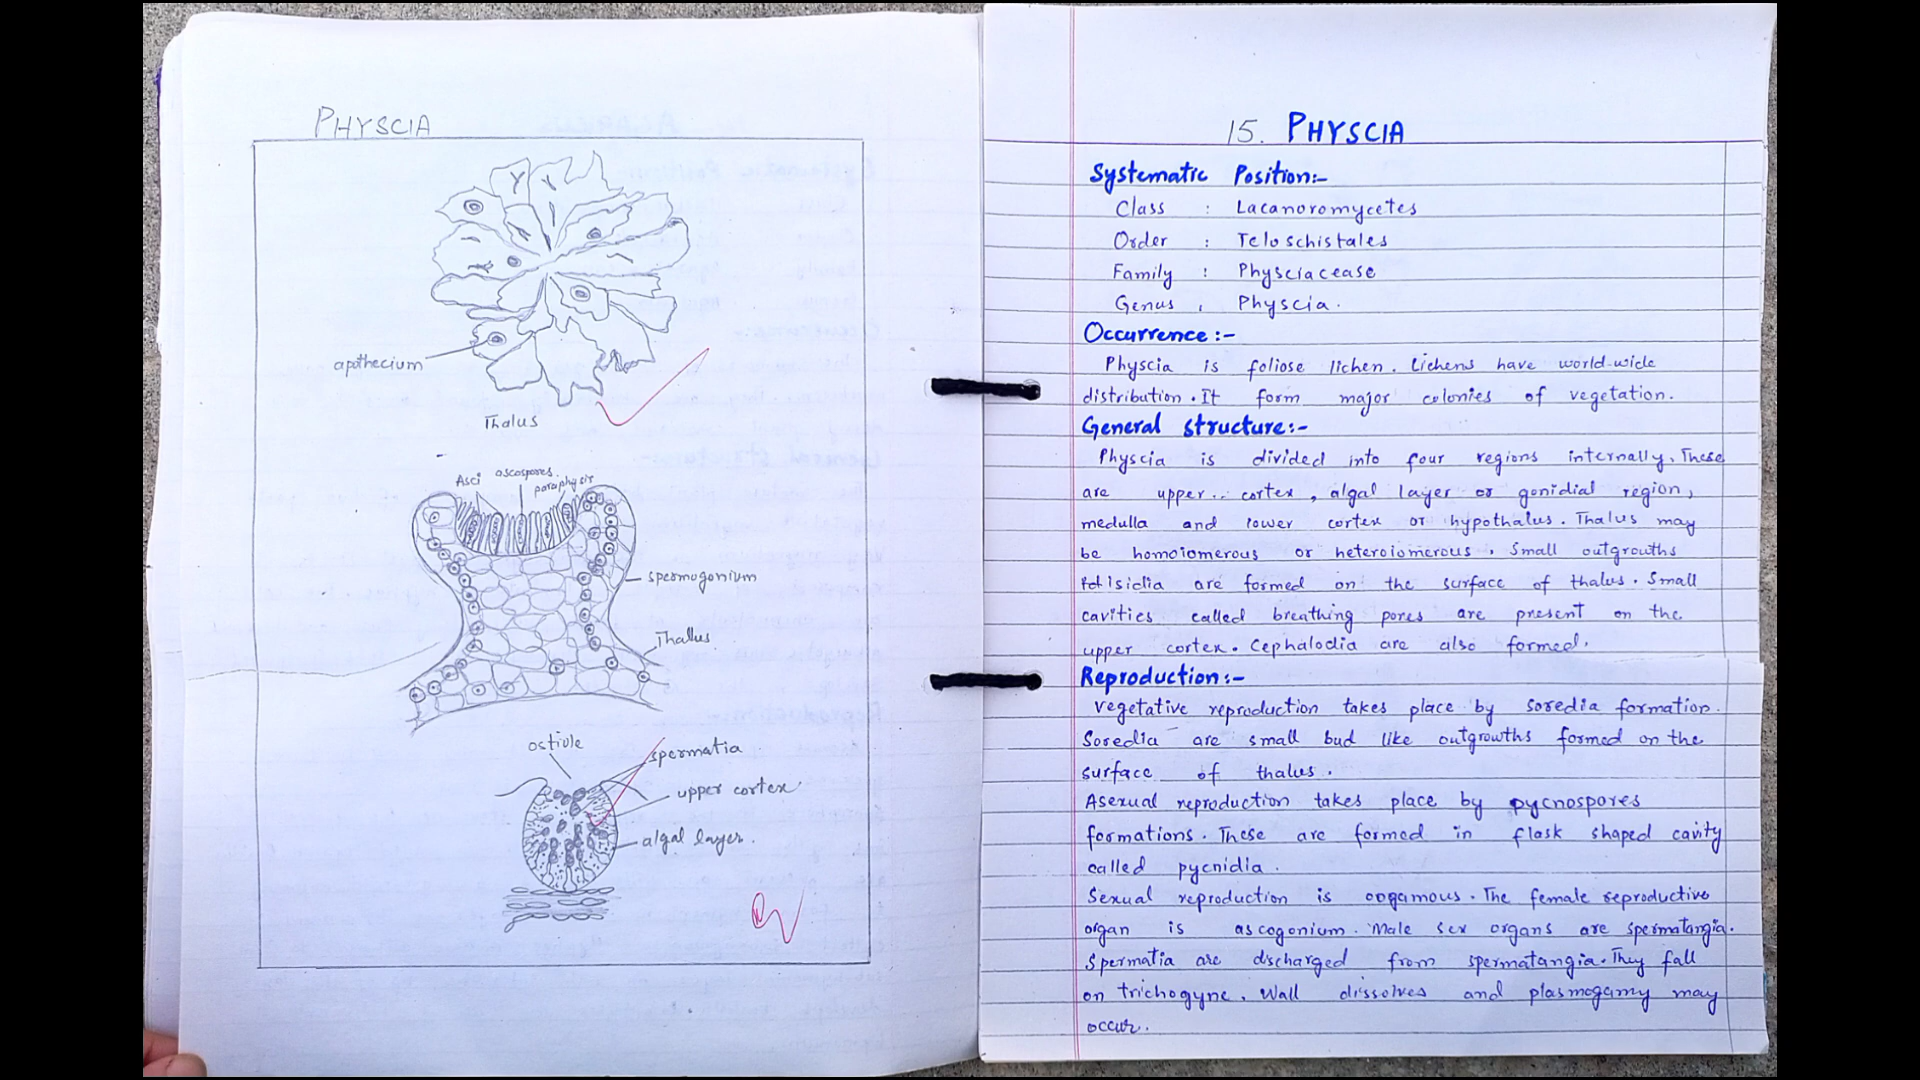 PHYSCIA
apothecium
Thalus
Asci ascospores
paraphysis
spermogonium
Thallus
ostiole
spermatia
upper cortex
algal layer.
15. PHYSCIA
Systematic Position:-
Class : Lacanoromycetes
Order : Teloschistales
Family : Physciacease
Genus : Physcia.
Occurrence:-
Physcia is foliose lichen. Lichens have world-wide
distribution. It form major colonies of vegetation.
General structure:-
Physcia is divided into four regions internally. These
are upper cortex, algal layer or gonidial region,
medulla and lower cortex or hypothalus. Thalus may
be homoiomerous or heteroiomerous. Small outgrowths
are formed on the surface of thalus. Small
cavities called breathing pores are present on the
upper cortex. Cephalodia are also formed.
Reproduction:-
Vegetative reproduction takes place by soredia formation.
Soredia are small bud like outgrowths formed on the
surface of thalus.
Asexual reproduction takes place by pycnospores
formations. These are formed in flask shaped cavity
called pycnidia.
Sexual reproduction is oogamous. The female reproductive
organ is ascogonium. Male sex organs are spermatangia.
Spermatia are discharged from spermatangia. They fall
on trichogyne. Wall dissolves and plasmogamy may
occur.